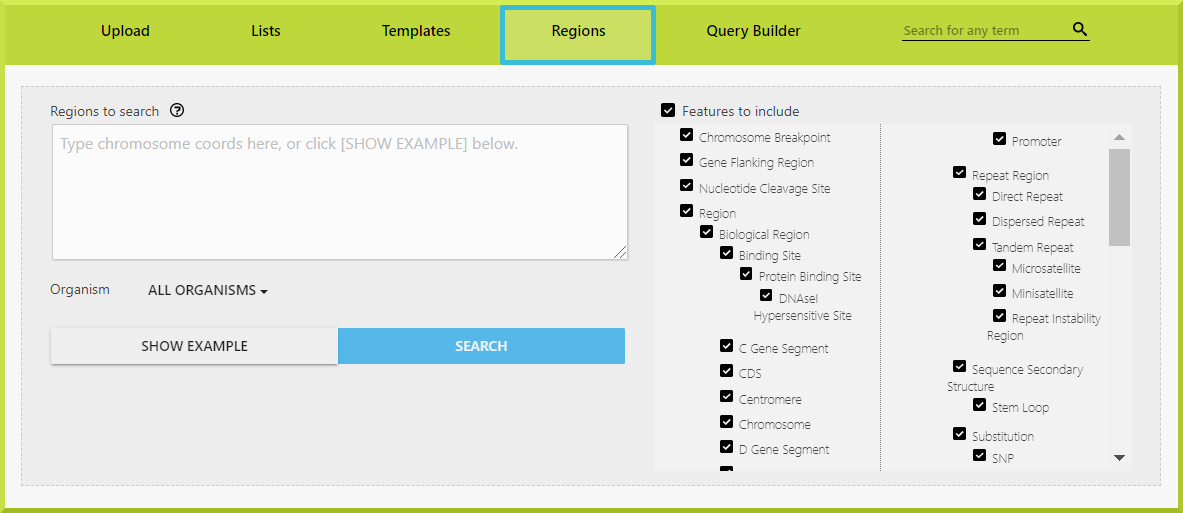 Upload
Lists
Templates
Regions
Query Builder
Search for any term
Regions to search
Type chromosome coords here, or click [SHOW EXAMPLE] below.
Organism
ALL ORGANISMS
SHOW EXAMPLE
SEARCH
Features to include
Chromosome Breakpoint
Gene Flanking Region
Nucleotide Cleavage Site
Region
Biological Region
Binding Site
Protein Binding Site
DNAseI
Hypersensitive Site
C Gene Segment
CDS
Centromere
Chromosome
D Gene Segment
Promoter
Repeat Region
Direct Repeat
Dispersed Repeat
Tandem Repeat
Microsatellite
Minisatellite
Repeat Instability
Region
Sequence Secondary
Structure
Stem Loop
Substitution
SNP